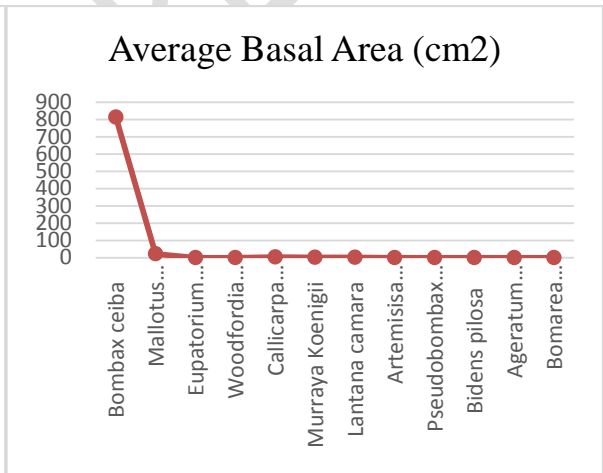 Average Basal Area (cm2)
900
800
700
600
500
400
300
200
100
0
Bombax ceiba
Mallotus...
Eupatorium...
Woodfordia...
Callicarpa...
Murraya Koenigii
Lantana camara
Artemisisa...
Pseudobombax...
Bidens pilosa
Ageratum...
Bomarea...